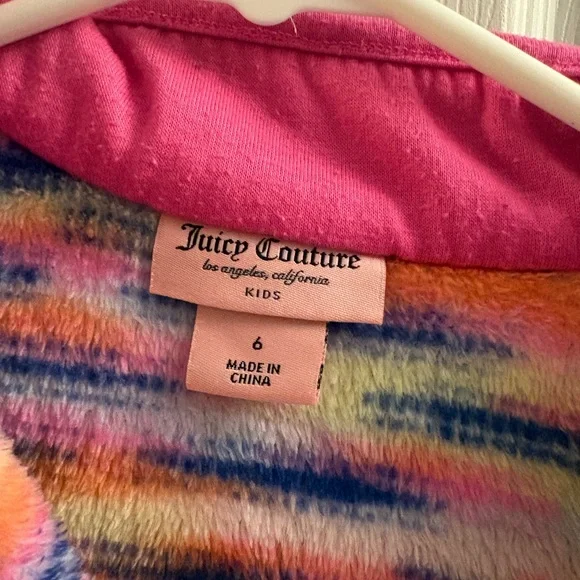 Juicy Couture
los angeles, california
KIDS
6
MADE IN
CHINA